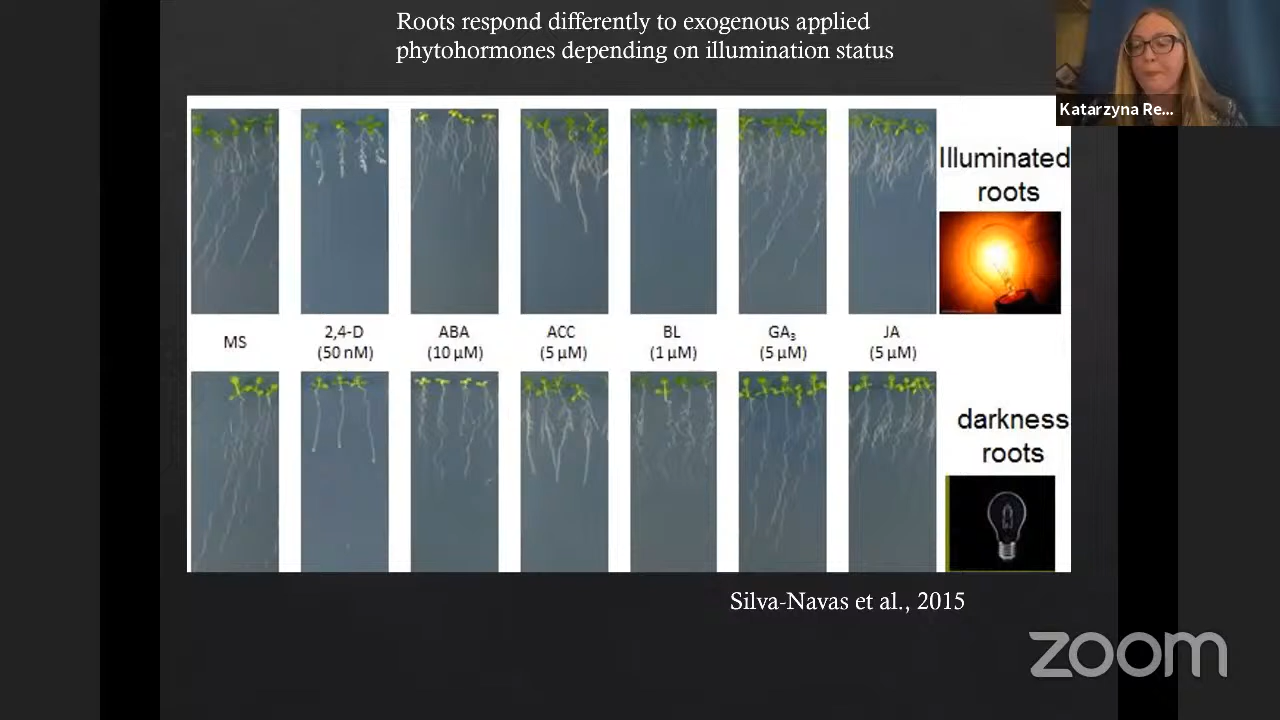 Roots respond differently to exogenous applied
phytohormones depending on illumination status
Katarzyna Re...
Illuminated
roots
MS
2,4-D
(50 nM)
ABA
(10 µM)
ACC
(5 µM)
BL
(1 µM)
GA₃
(5 µM)
JA
(5 µM)
darkness
roots
Silva-Navas et al., 2015
zoom